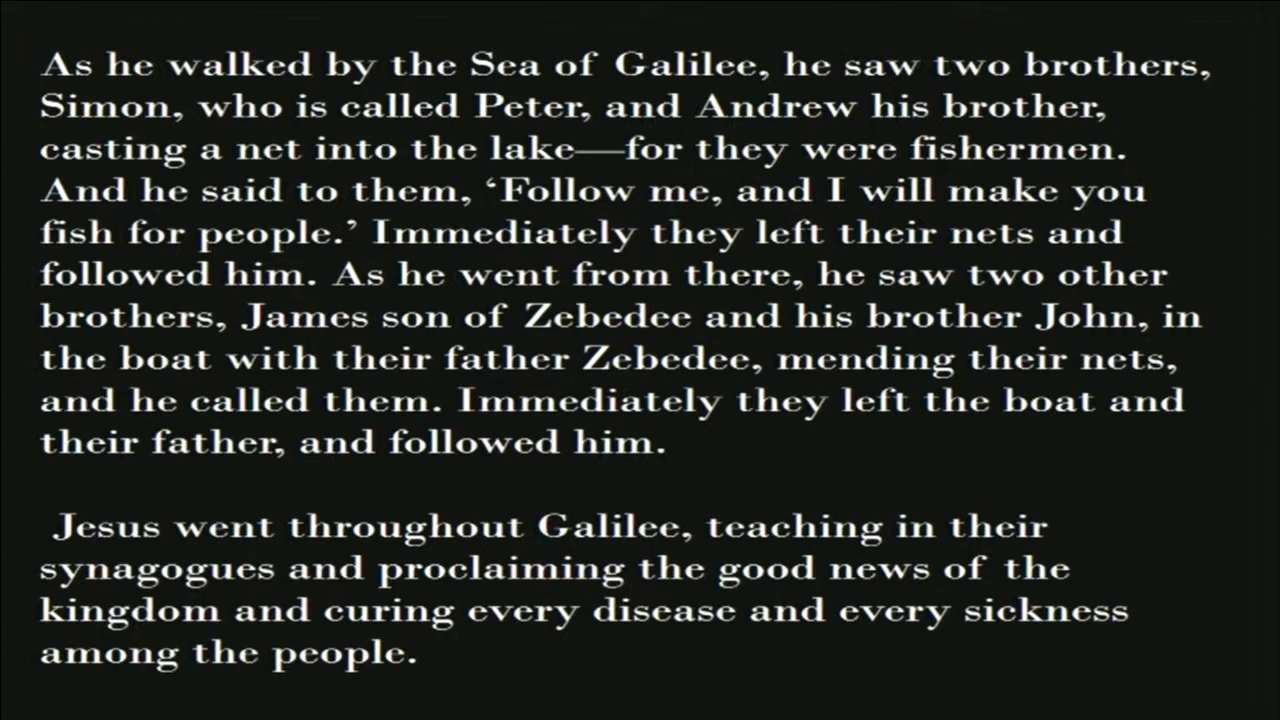 As he walked by the Sea of Galilee, he saw two brothers,
Simon, who is called Peter, and Andrew his brother,
casting a net into the lake—for they were fishermen.
And he said to them, ‘Follow me, and I will make you
fish for people.’ Immediately they left their nets and
followed him. As he went from there, he saw two other
brothers, James son of Zebedee and his brother John, in
the boat with their father Zebedee, mending their nets,
and he called them. Immediately they left the boat and
their father, and followed him.
Jesus went throughout Galilee, teaching in their
synagogues and proclaiming the good news of the
kingdom and curing every disease and every sickness
among the people.